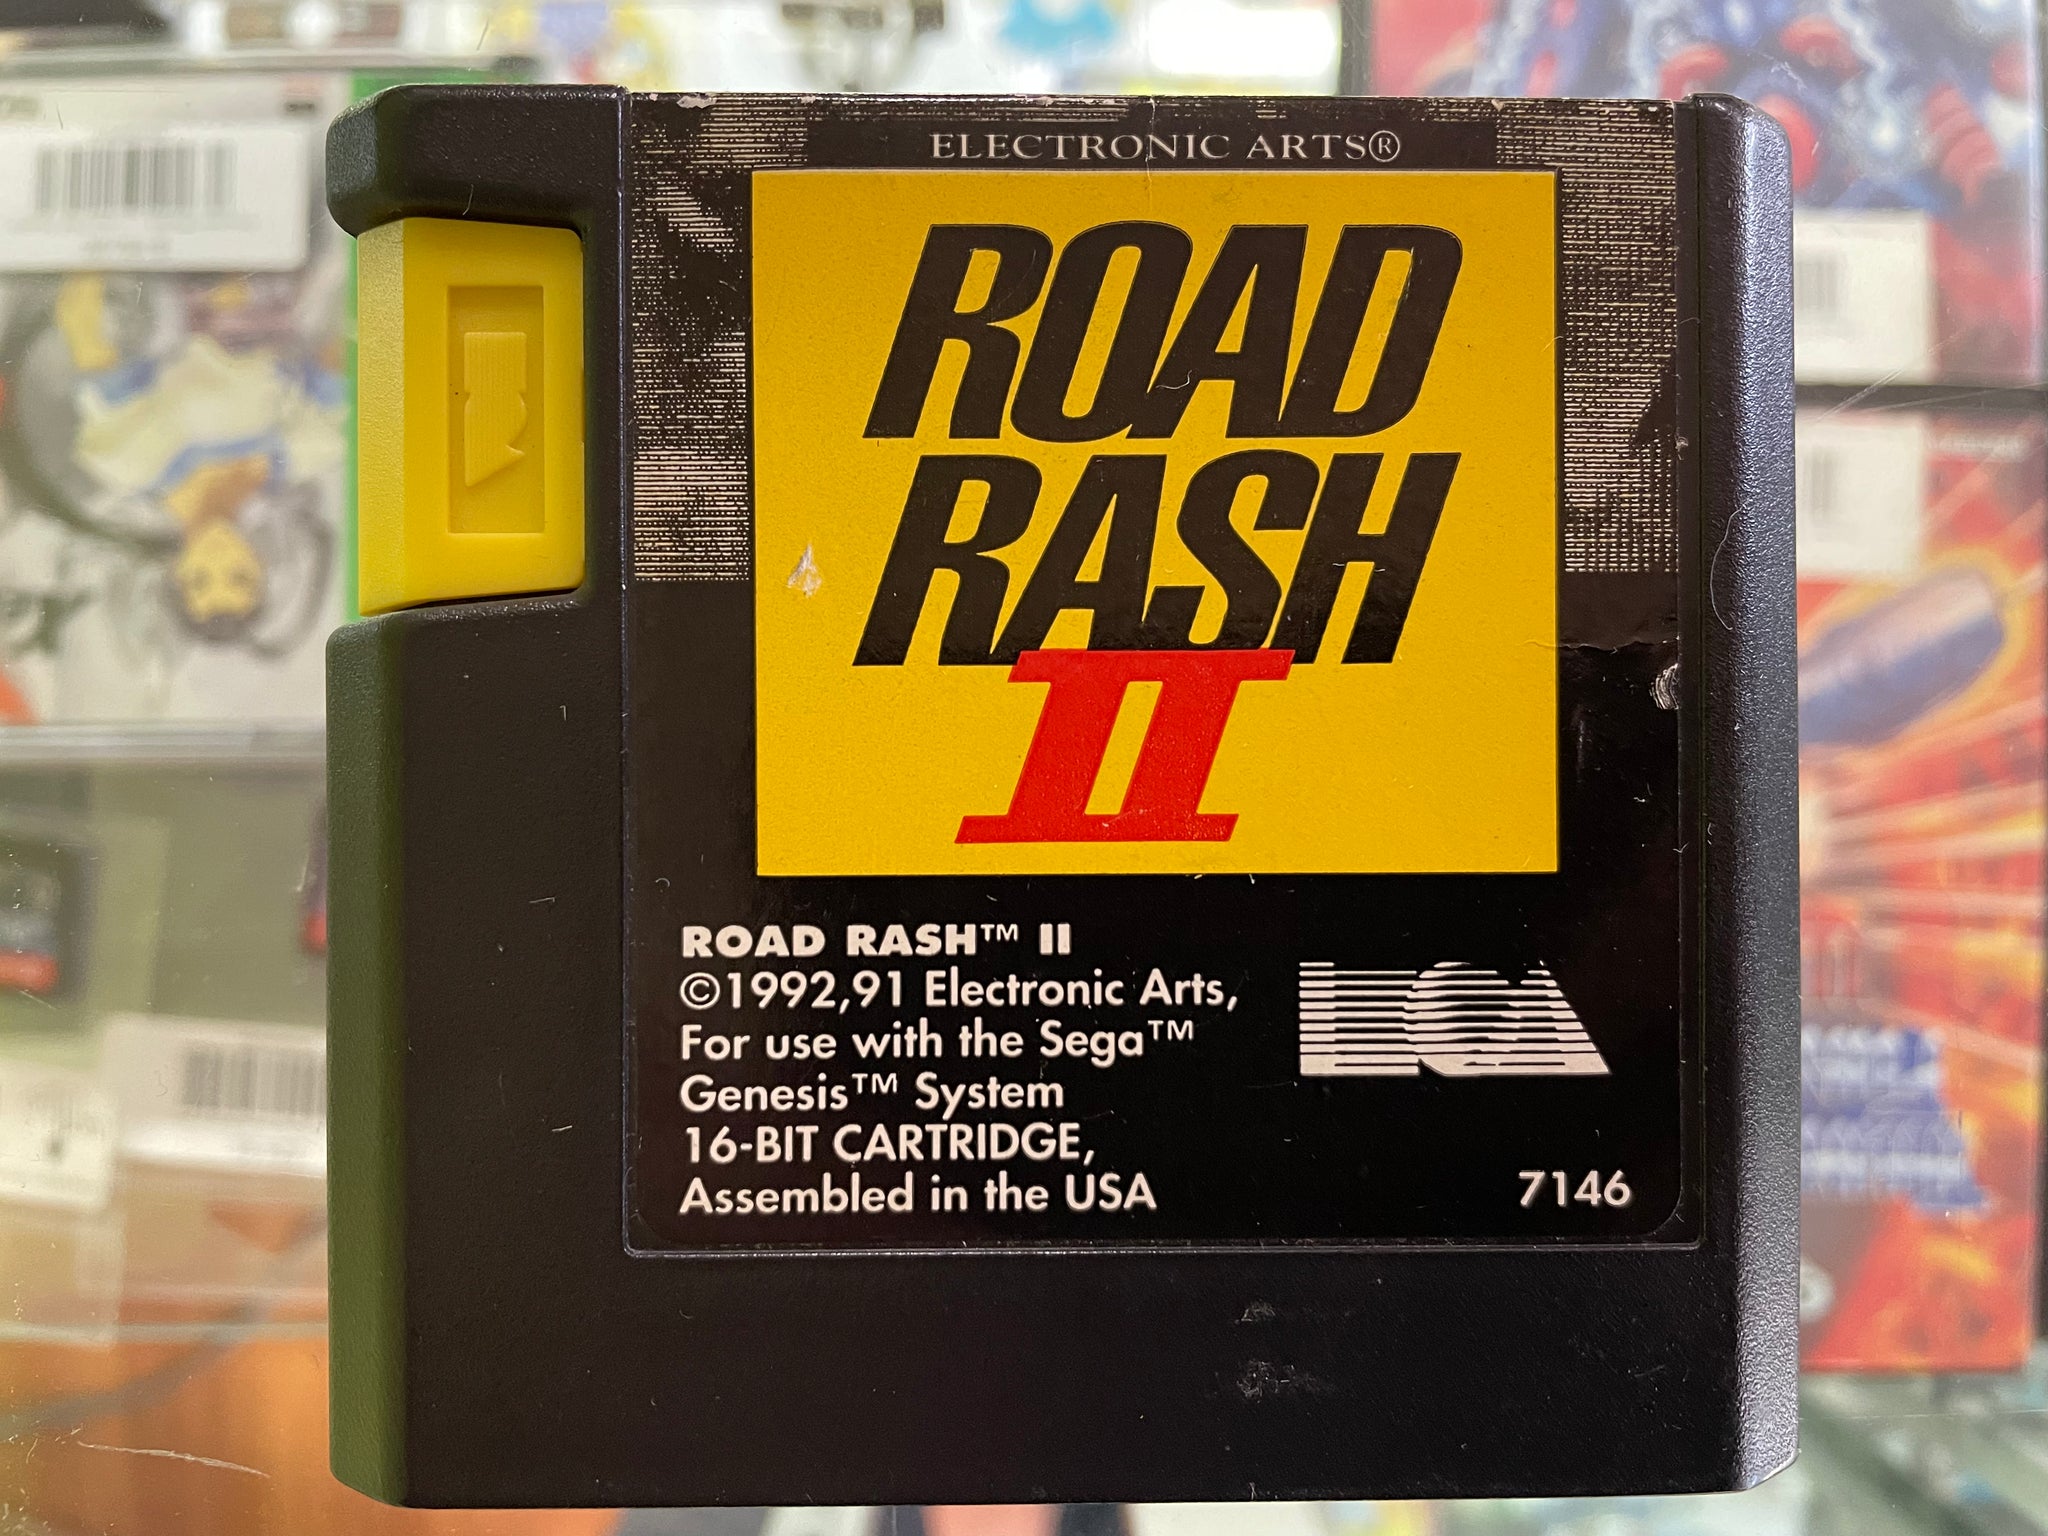 ELECTRONIC ARTS®
ROAD
RASH
II
ROAD RASH™ II
©1992,91 Electronic Arts,
For use with the Sega™
Genesis™ System
16-BIT CARTRIDGE,
Assembled in the USA
EA
7146